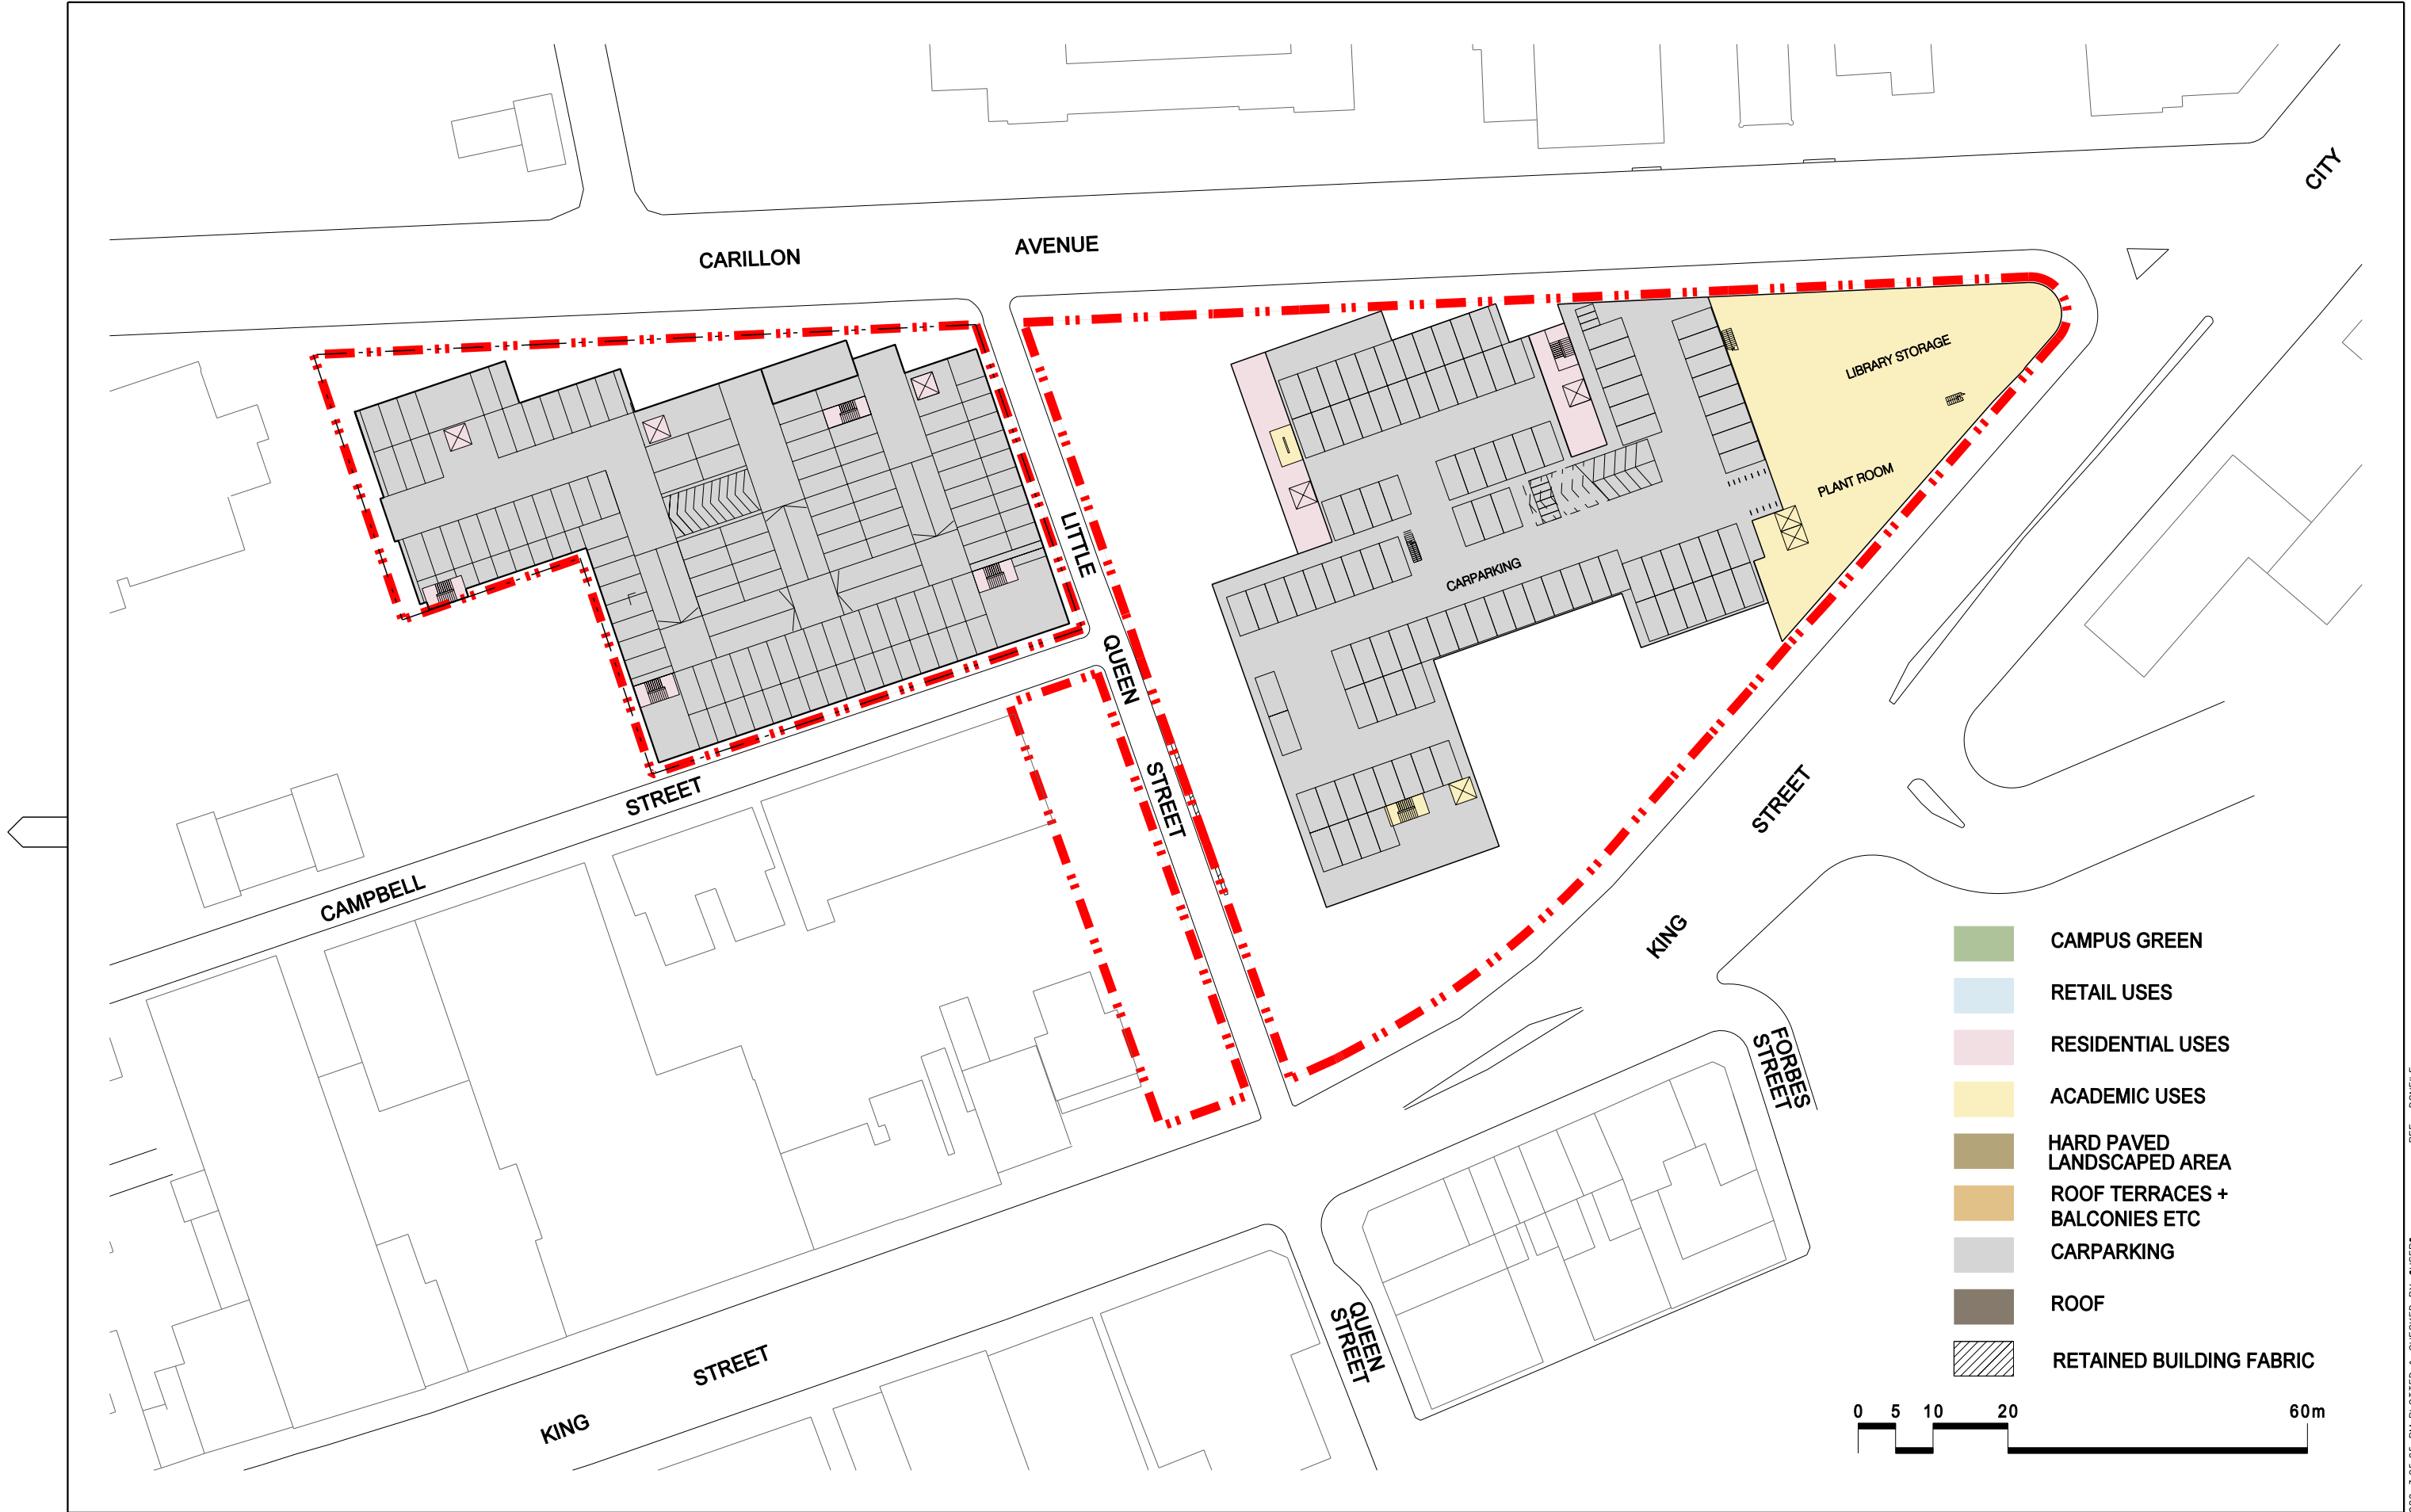 CITY
CARILLON
AVENUE
LIBRARY STORAGE
PLANT ROOM
CARPARKING
LITTLE
QUEEN
STREET
STREET
CAMPBELL
STREET
KING
FORBES
STREET
QUEEN
STREET
STREET
KING
CAMPUS GREEN
RETAIL USES
RESIDENTIAL USES
ACADEMIC USES
HARD PAVED
LANDSCAPED AREA
ROOF TERRACES +
BALCONIES ETC
CARPARKING
ROOF
RETAINED BUILDING FABRIC
0 5 10 20 60m